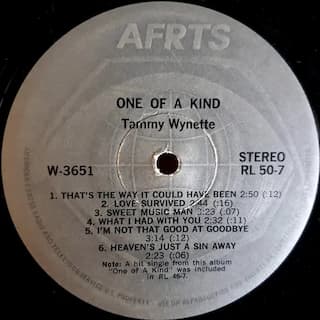 AFRTS
ONE OF A KIND
Tammy Wynette
W-3651 STEREO
RL 50-7
1. THAT'S THE WAY IT COULD HAVE BEEN 2:50 (:12)
2. LOVE SURVIVED 2:44 (:16)
3. SWEET MUSIC MAN 3:23 (:07)
4. WHAT I HAD WITH YOU 2:32 (:11)
5. I'M NOT THAT GOOD AT GOODBYE
3:14 (:12)
6. HEAVEN'S JUST A SIN AWAY
2:23 (:06)
Note: A hit single from this album
"One of A Kind" was included
in RL 46-7.